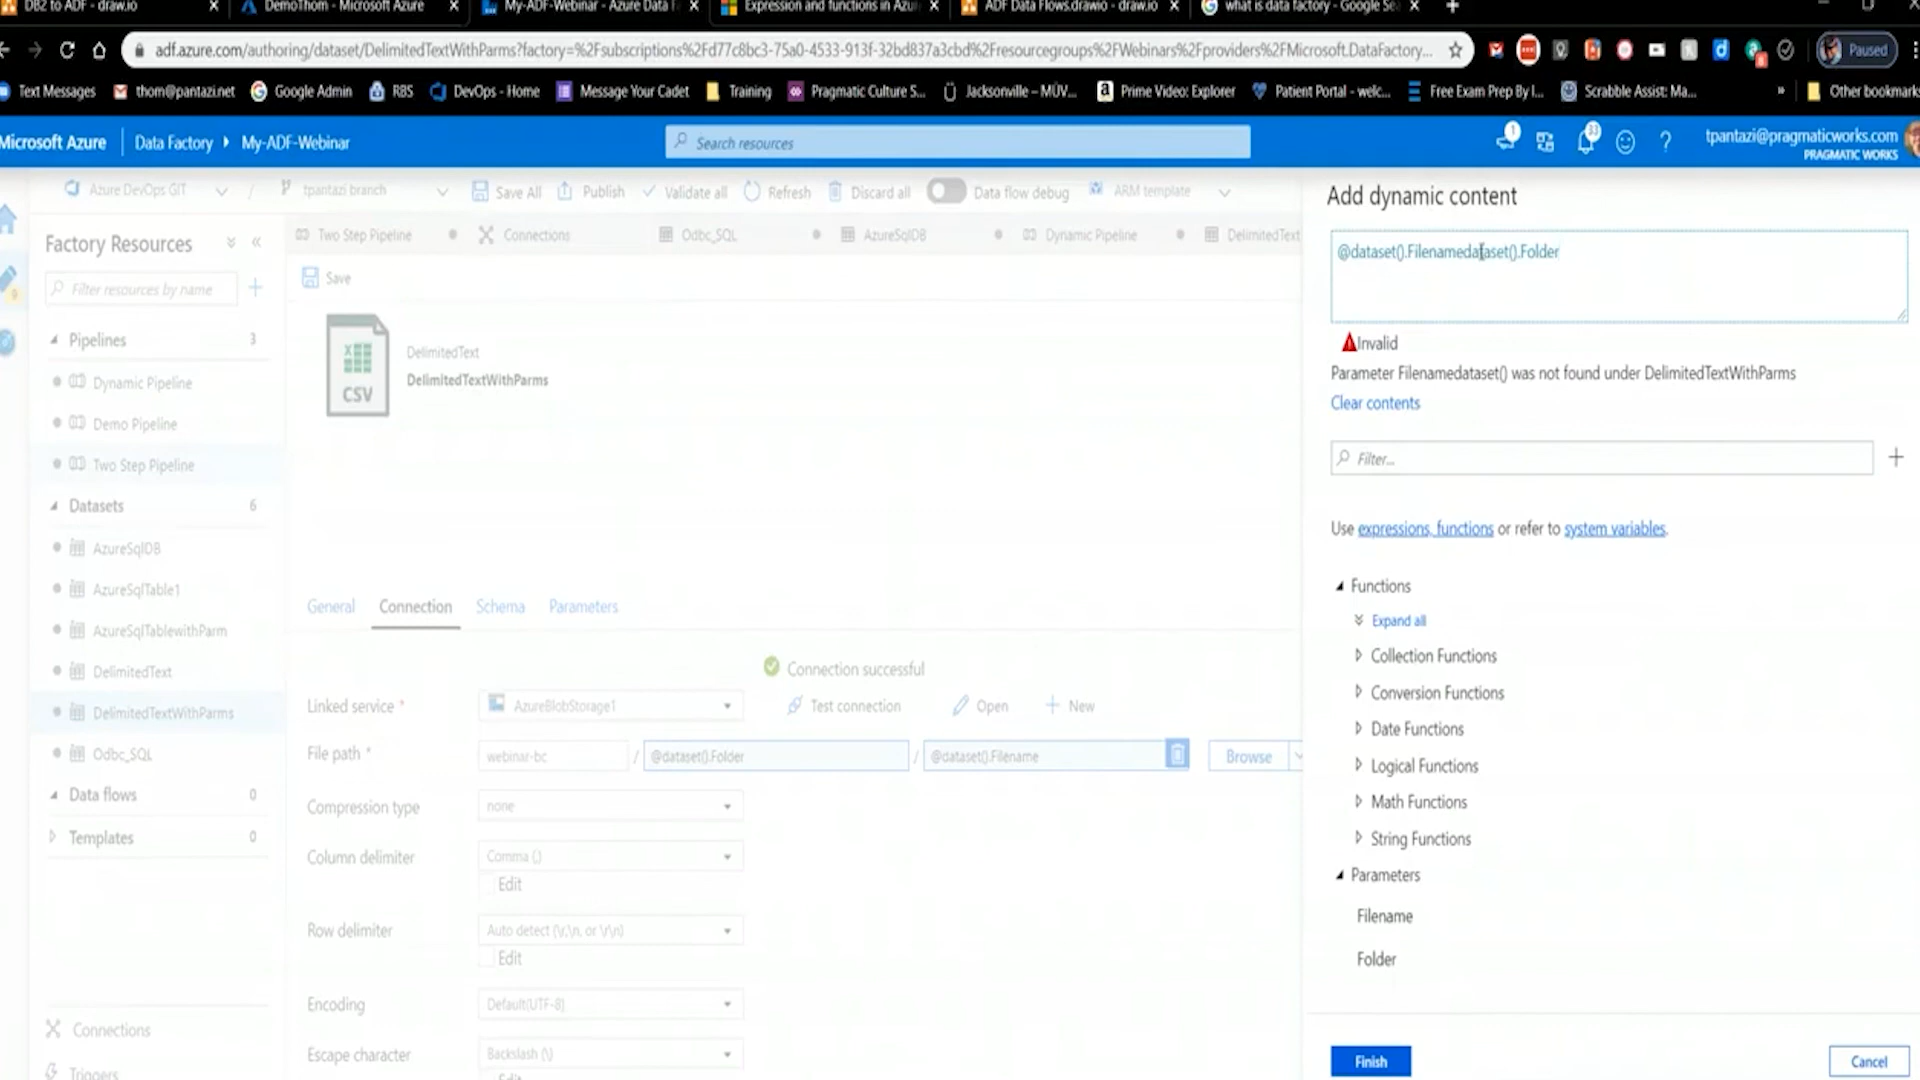 DB2 to ADF - draw.io
DemoThom - Microsoft Azure
My-ADF-Webinar - Azure Data F
Expression and functions in Azur
ADF Data Flows.drawio - draw.io
what is data factory - Google Se
adf.azure.com/authoring/dataset/DelimitedTextWithParms?factory=%2Fsubscriptions%2Fd77c8bc3-75a0-4533-913f-32bd837a3cbd%2Fresourcegroups%2FWebinars%2Fproviders%2FMicrosoft.DataFactory...
Paused
Text Messages
thom@pantazi.net
Google Admin
RBS
DevOps - Home
Message Your Cadet
Training
Pragmatic Culture S...
Jacksonville – MÜV...
Prime Video: Explorer
Patient Portal - welc...
Free Exam Prep By I...
Scrabble Assist: Ma...
»
Other bookmarks
Microsoft Azure
Data Factory
My-ADF-Webinar
Search resources
1
33
tpantazi@pragmaticworks.com
PRAGMATIC WORKS
Azure DevOps GIT
/
tpantazi branch
Save All
Publish
Validate all
Refresh
Discard all
Data flow debug
ARM template
Factory Resources
Filter resources by name
Pipelines 3
Dynamic Pipeline
Demo Pipeline
Two Step Pipeline
Datasets 6
AzureSqlDB
AzureSqlTable1
AzureSqlTablewithParm
DelimitedText
DelimitedTextWithParms
Odbc_SQL
Data flows 0
Templates 0
Connections
Triggers
Two Step Pipeline
Connections
Odbc_SQL
AzureSqlDB
Dynamic Pipeline
DelimitedText
Save
CSV
DelimitedText
DelimitedTextWithParms
General
Connection
Schema
Parameters
Connection successful
Linked service *
AzureBlobStorage1
Test connection
Open
New
File path *
webinar-bc
/
@dataset().Folder
/
@dataset().Filename
Browse
Compression type
none
Column delimiter
Comma (,)
Edit
Row delimiter
Auto detect (\r,\n, or \r\n)
Edit
Encoding
Default(UTF-8)
Escape character
Backslash (\)
Edit
Add dynamic content
@dataset().Filenamedataset().Folder
Invalid
Parameter Filenamedataset() was not found under DelimitedTextWithParms
Clear contents
Filter...
Use expressions, functions or refer to system variables.
Functions
Expand all
Collection Functions
Conversion Functions
Date Functions
Logical Functions
Math Functions
String Functions
Parameters
Filename
Folder
Finish
Cancel